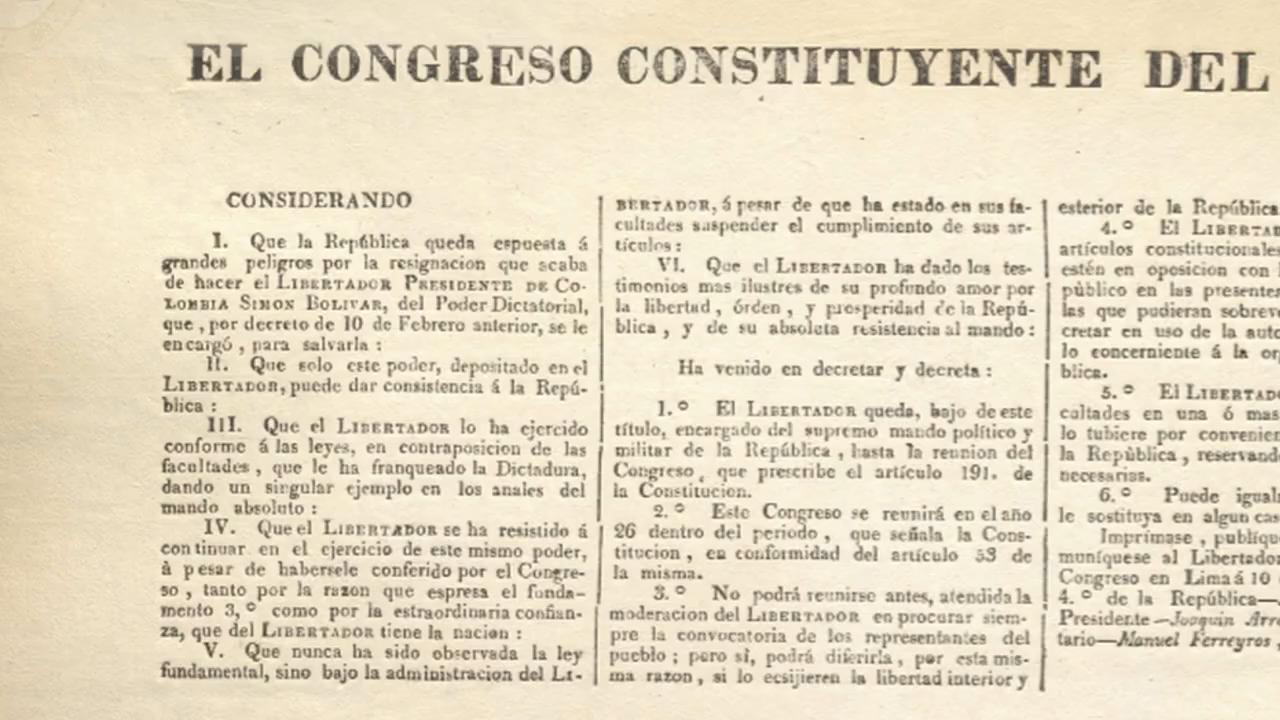 EL CONGRESO CONSTITUYENTE DEL
CONSIDERANDO
I. Que la República queda espuesta á
grandes peligros por la resignacion que acaba
de hacer el LIBERTADOR PRESIDENTE DE CO-
LOMBIA SIMON BOLIVAR, del Poder Dictatorial,
que, por decreto de 10 de Febrero anterior, se le
encargó, para salvarla:
II. Que solo este poder, depositado en el
LIBERTADOR, puede dar consistencia á la Repú-
blica:
III. Que el LIBERTADOR lo ha ejercido
conforme á las leyes, en contraposicion de las
facultades, que le ha franqueado la Dictadura,
dando un singular ejemplo en los anales del
mando absoluto:
IV. Que el LIBERTADOR se ha resistido á
continuar en el ejercicio de este mismo poder,
à pesar de habersele conferido por el Congre-
so, tanto por la razon que espresa el funda-
mento 3,º como por la estraordinaria confian-
za, que del LIBERTADOR tiene la nacion:
V. Que nunca ha sido observada la ley
fundamental, sino bajo la administracion del LI-
BERTADOR, á pesar de que ha estado en sus fa-
cultades suspender el cumplimiento de sus ar-
tículos:
VI. Que el LIBERTADOR ha dado los tes-
timonios mas ilustres de su profundo amor por
la libertad, órden, y prosperidad de la Repú-
blica, y de su absoluta resistencia al mando:
Ha venido en decretar y decreta:
1.º El LIBERTADOR queda, bajo de este
título, encargado del supremo mando político y
militar de la República, hasta la reunion del
Congreso, que prescribe el artículo 191. de
la Constitucion.
2.º Este Congreso se reunirá en el año
26 dentro del periodo, que señala la Cons-
titucion, en conformidad del artículo 53 de
la misma.
3.º No podrá reunirse antes, atendida la
moderacion del LIBERTADOR en procurar siem-
pre la convocatoria de los representantes del
pueblo; pero sí, podrá diferirla, por esta mis-
ma razon, si lo ecsijieren la libertad interior y
esterior de la República
4.º El LIBERTAD
artículos constitucionales
estén en oposicion con
pùblico en las presentes
las que pudieran sobreve
cretar en uso de la auto
lo concerniente á la or
blica.
5.º El LIBERTADO
cultades en una ó mas
lo tubiere por convenien
la Repùblica, reservand
necesarias.
6.º Puede igualm
le sostituya en algun cas
Imprímase, publíque
muníquese al Libertador
Congreso en Lima á 10
4.º de la República—
Presidente—Joaquin Arre
tario—Manuel Ferreyros,